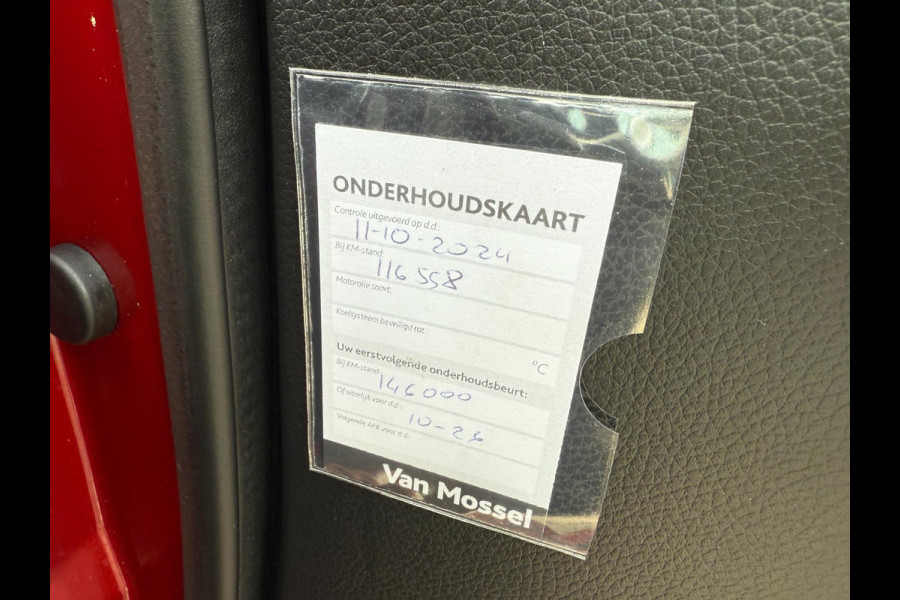 ONDERHOUDSKAART
Controle uitgevoerd op d.d.:
11-10-2024
Bij KM-stand:
116558
Motorolie soort:
Koelsysteem beveiligd tot :
°C
Uw eerstvolgende onderhoudsbeurt:
Bij KM-stand:
146000
Of uiterlijk voor d.d.:
10-26
Volgende APK voor d.d.:
Van Mossel